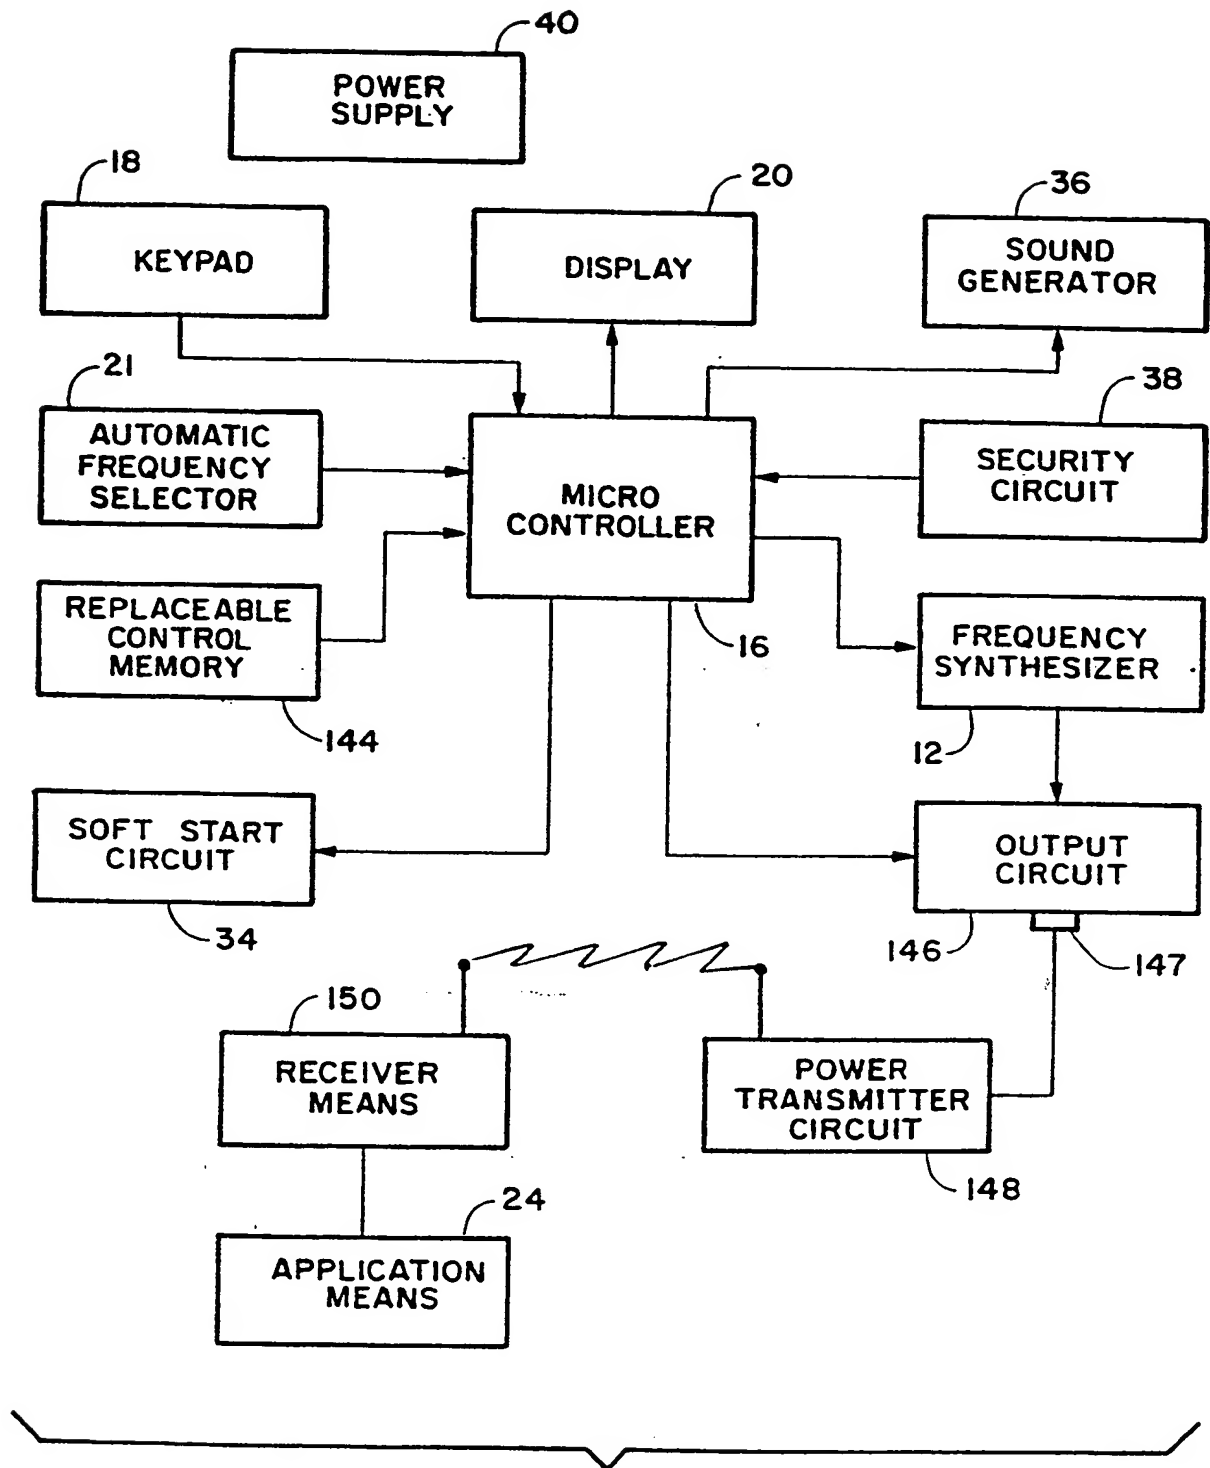 40
POWER
SUPPLY
18
KEYPAD
20
DISPLAY
36
SOUND
GENERATOR
21
AUTOMATIC
FREQUENCY
SELECTOR
MICRO
CONTROLLER
16
38
SECURITY
CIRCUIT
REPLACEABLE
CONTROL
MEMORY
144
FREQUENCY
SYNTHESIZER
12
SOFT START
CIRCUIT
34
OUTPUT
CIRCUIT
146
147
150
RECEIVER
MEANS
POWER
TRANSMITTER
CIRCUIT
148
24
APPLICATION
MEANS